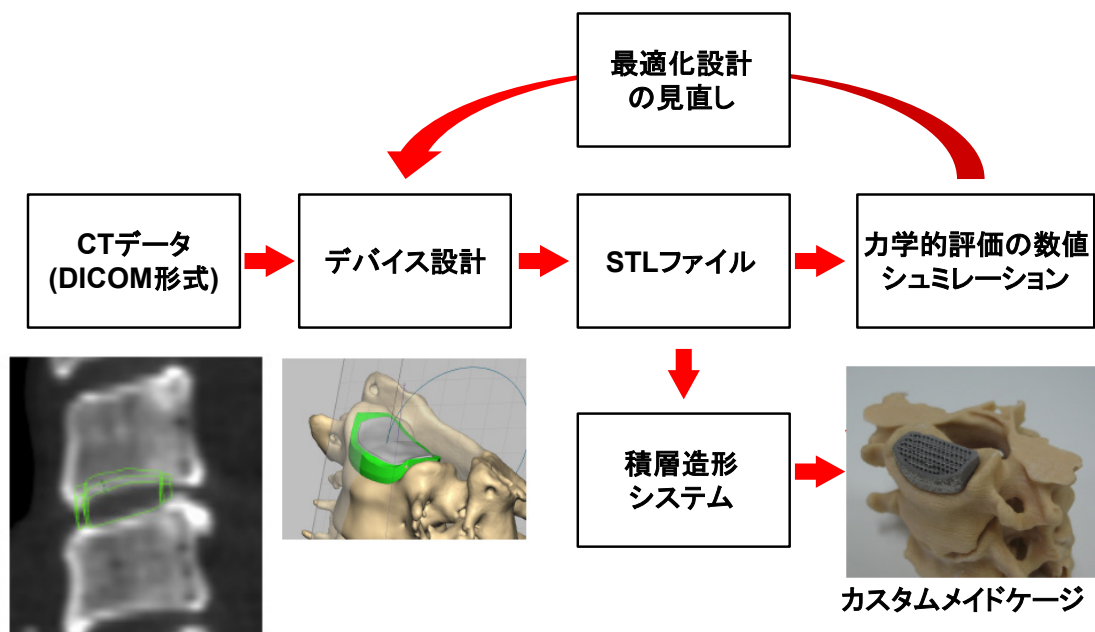 最適化設計
の見直し
CTデータ
(DICOM形式)
デバイス設計
STLファイル
力学的評価の数値
シュミレーション
積層造形
システム
カスタムメイドケージ